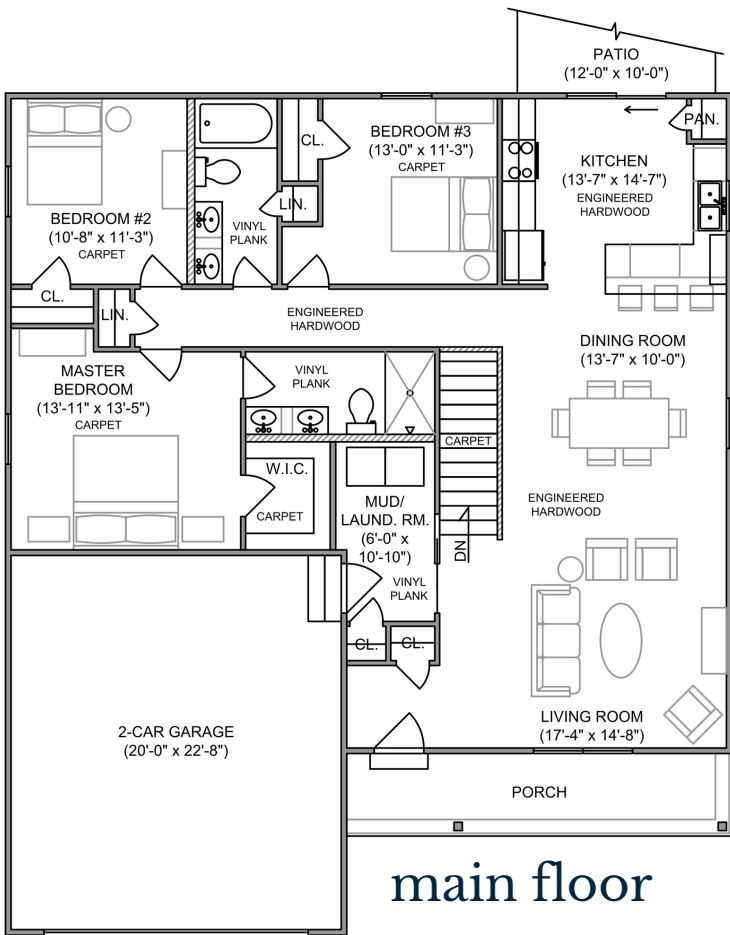 PATIO
(12'-0" x 10'-0")
PAN.
BEDROOM #3
(13'-0" x 11'-3")
CARPET
CL.
KITCHEN
(13'-7" x 14'-7")
ENGINEERED
HARDWOOD
LIN.
BEDROOM #2
(10'-8" x 11'-3")
CARPET
VINYL
PLANK
CL.
LIN.
ENGINEERED
HARDWOOD
DINING ROOM
(13'-7" x 10'-0")
MASTER
BEDROOM
(13'-11" x 13'-5")
CARPET
VINYL
PLANK
CARPET
W.I.C.
CARPET
MUD/
LAUND. RM.
(6'-0" x
10'-10")
VINYL
PLANK
DN
ENGINEERED
HARDWOOD
CL.
CL.
LIVING ROOM
(17'-4" x 14'-8")
2-CAR GARAGE
(20'-0" x 22'-8")
PORCH
main floor